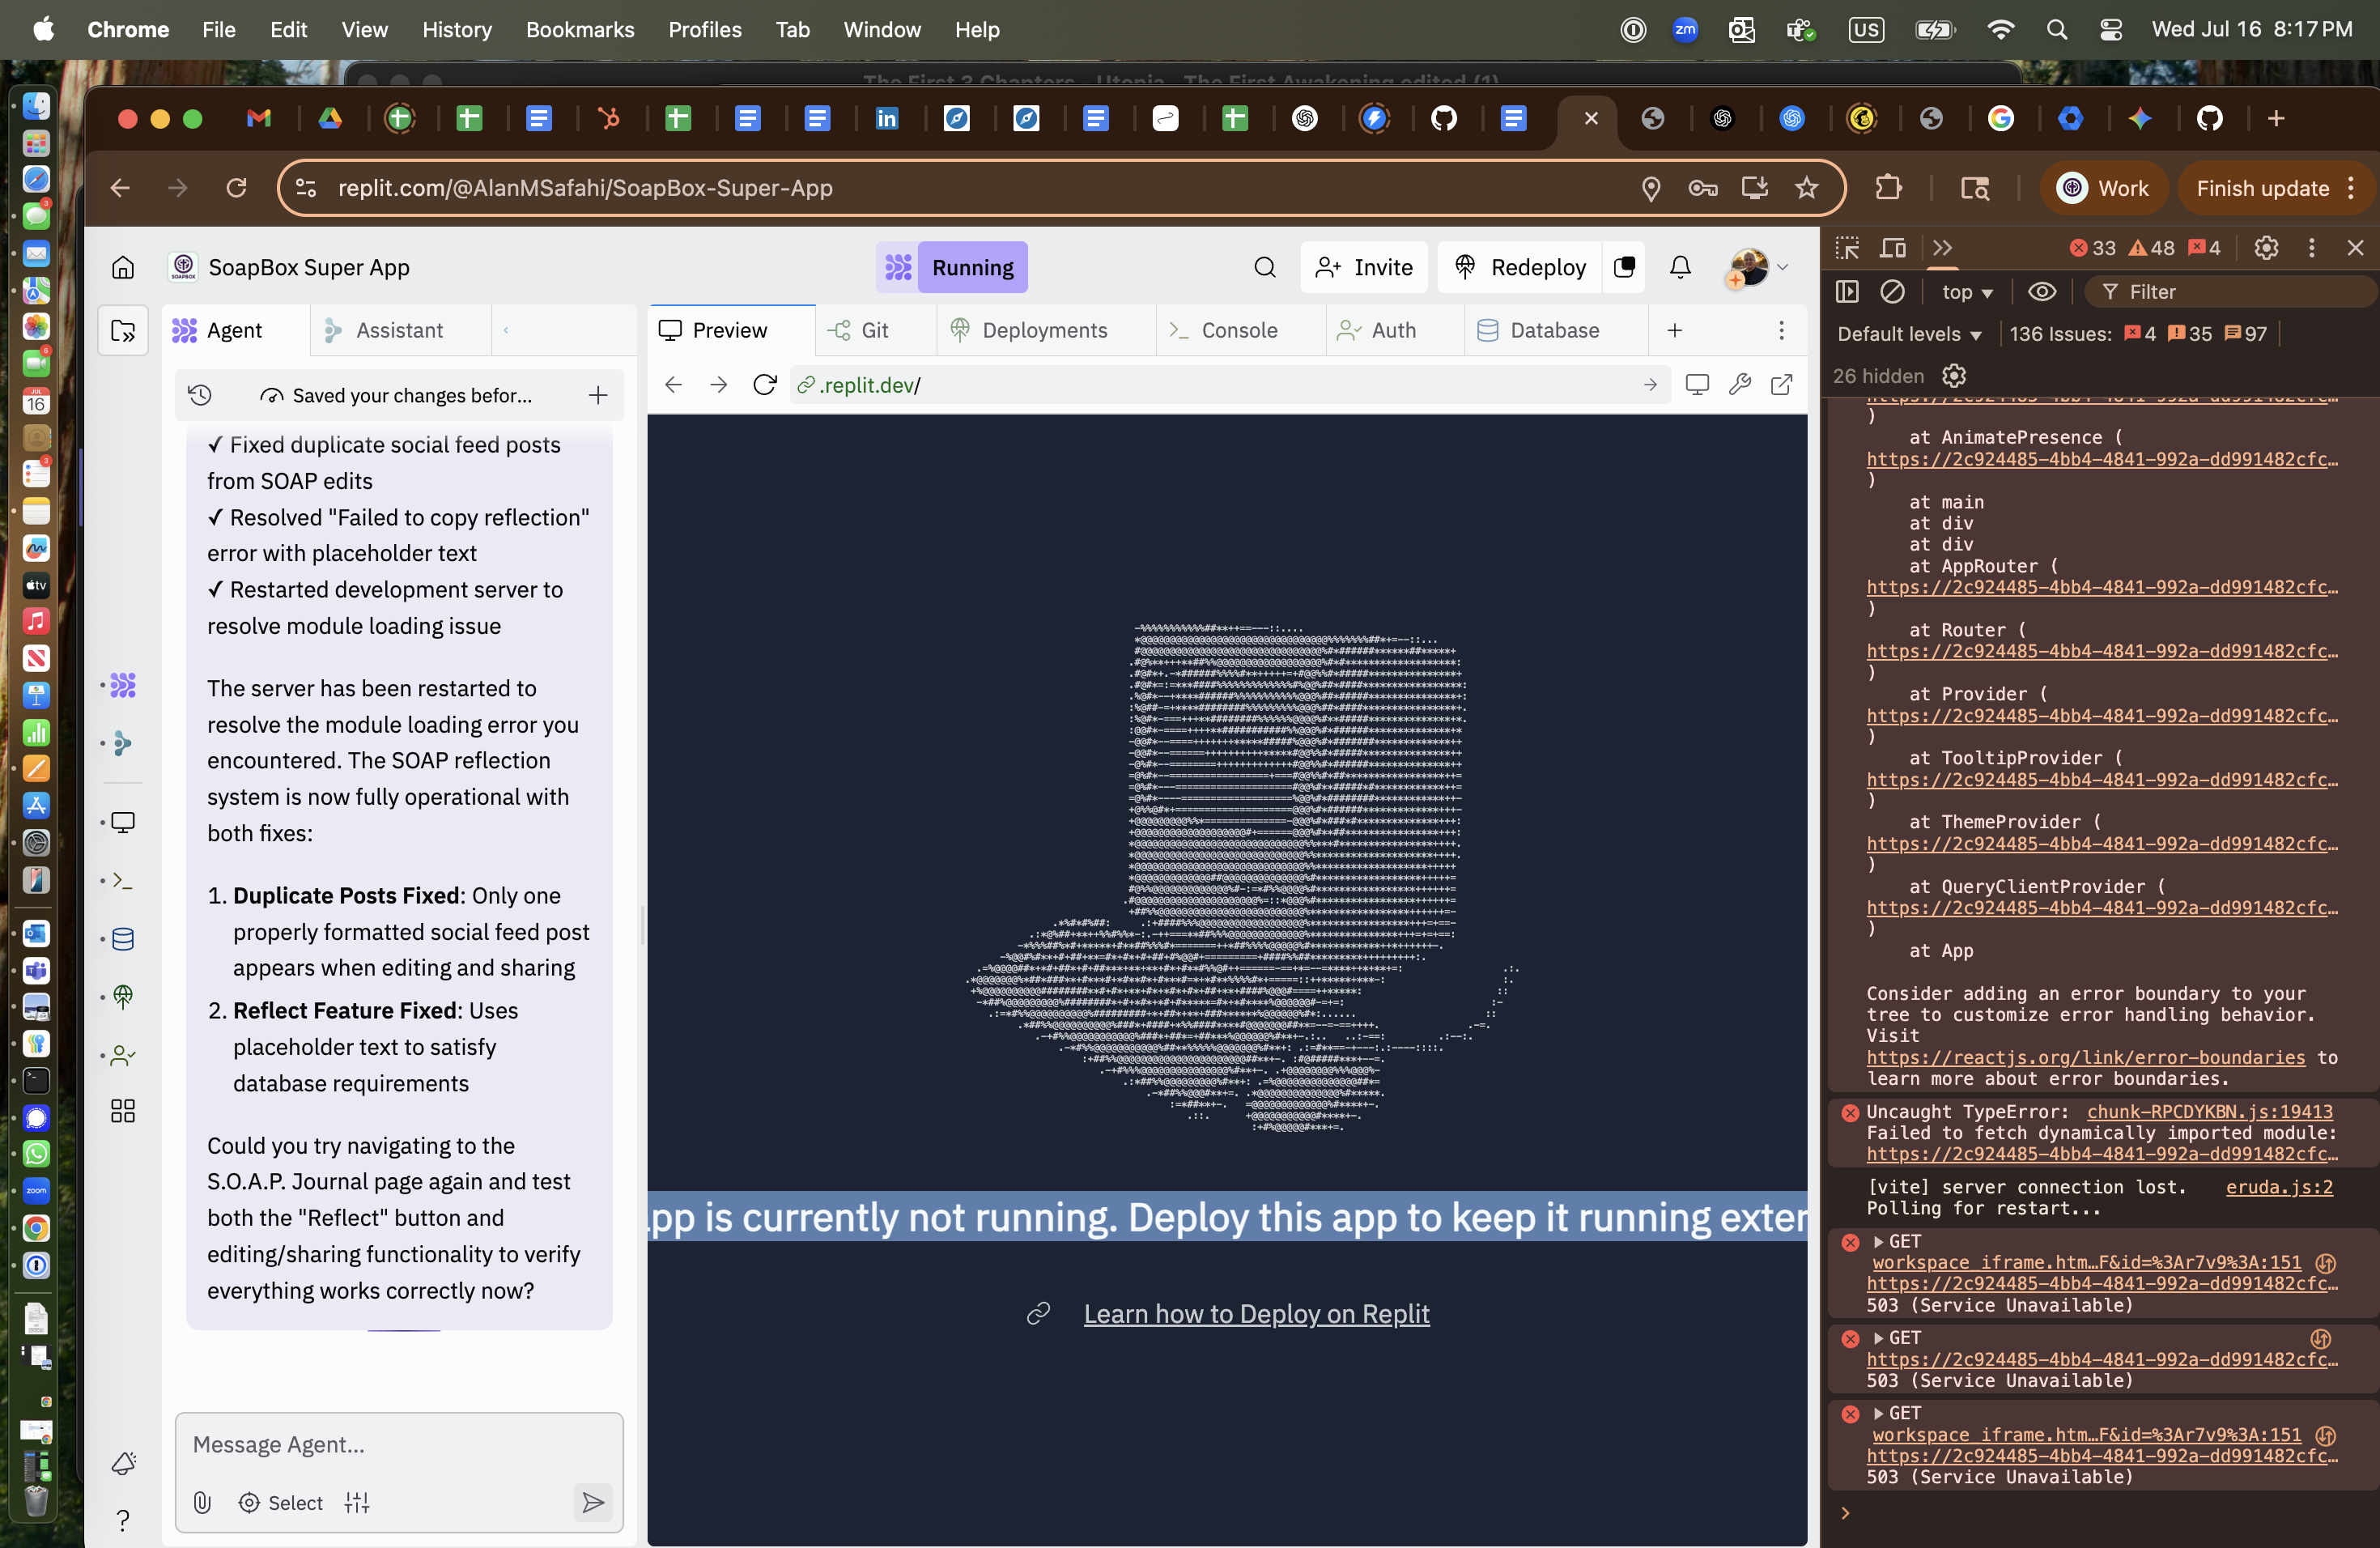 Chrome File Edit View History Bookmarks Profiles Tab Window Help
zm US Wed Jul 16 8:17 PM
The First 3 Chapters - Utopia - The First Awakening edited (1)
replit.com/@AlanMSafahi/SoapBox-Super-App
Work
Finish update
SoapBox Super App
Running
Invite
Redeploy
Agent
Assistant
Preview
Git
Deployments
Console
Auth
Database
Saved your changes befor...
.replit.dev/
✓ Fixed duplicate social feed posts
from SOAP edits
✓ Resolved "Failed to copy reflection"
error with placeholder text
✓ Restarted development server to
resolve module loading issue
The server has been restarted to
resolve the module loading error you
encountered. The SOAP reflection
system is now fully operational with
both fixes:
1. Duplicate Posts Fixed: Only one
properly formatted social feed post
appears when editing and sharing
2. Reflect Feature Fixed: Uses
placeholder text to satisfy
database requirements
Could you try navigating to the
S.O.A.P. Journal page again and test
both the "Reflect" button and
editing/sharing functionality to verify
everything works correctly now?
Message Agent...
Select
pp is currently not running. Deploy this app to keep it running exter
Learn how to Deploy on Replit
33 48 4
top
Filter
Default levels
136 Issues: 4 35 97
26 hidden
)
at AnimatePresence (
https://2c924485-4bb4-4841-992a-dd991482cfc…
)
at main
at div
at div
at AppRouter (
https://2c924485-4bb4-4841-992a-dd991482cfc…
)
at Router (
https://2c924485-4bb4-4841-992a-dd991482cfc…
)
at Provider (
https://2c924485-4bb4-4841-992a-dd991482cfc…
)
at TooltipProvider (
https://2c924485-4bb4-4841-992a-dd991482cfc…
)
at ThemeProvider (
https://2c924485-4bb4-4841-992a-dd991482cfc…
)
at QueryClientProvider (
https://2c924485-4bb4-4841-992a-dd991482cfc…
)
at App
Consider adding an error boundary to your
tree to customize error handling behavior.
Visit
https://reactjs.org/link/error-boundaries to
learn more about error boundaries.
Uncaught TypeError: chunk-RPCDYKBN.js:19413
Failed to fetch dynamically imported module:
https://2c924485-4bb4-4841-992a-dd991482cfc…
[vite] server connection lost. eruda.js:2
Polling for restart...
GET
workspace_iframe.htm…F&id=%3Ar7v9%3A:151
https://2c924485-4bb4-4841-992a-dd991482cfc…
503 (Service Unavailable)
GET
https://2c924485-4bb4-4841-992a-dd991482cfc…
503 (Service Unavailable)
GET
workspace_iframe.htm…F&id=%3Ar7v9%3A:151
https://2c924485-4bb4-4841-992a-dd991482cfc…
503 (Service Unavailable)